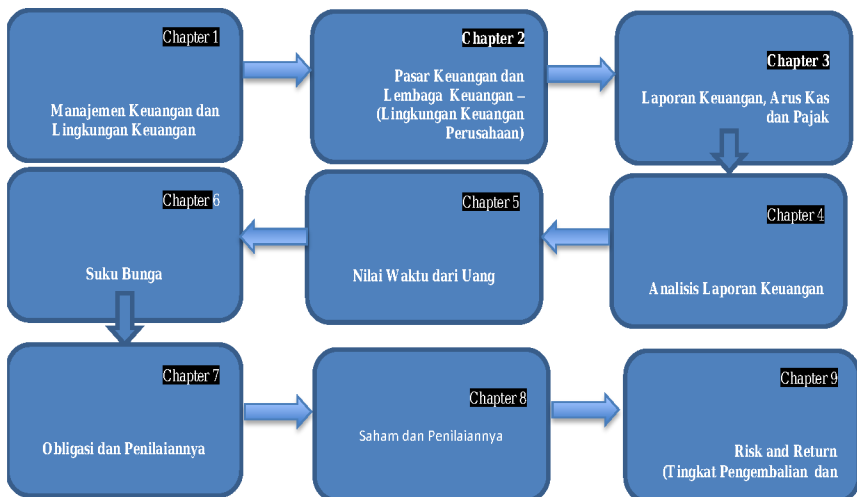 Chapter 1
Manajemen Keuangan dan
Lingkungan Keuangan
Chapter 2
Pasar Keuangan dan
Lembaga Keuangan –
(Lingkungan Keuangan
Perusahaan)
Chapter 3
Laporan Keuangan, Arus Kas
dan Pajak
Chapter 4
Analisis Laporan Keuangan
Chapter 5
Nilai Waktu dari Uang
Chapter 6
Suku Bunga
Chapter 7
Obligasi dan Penilaiannya
Chapter 8
Saham dan Penilaiannya
Chapter 9
Risk and Return
(Tingkat Pengembalian dan